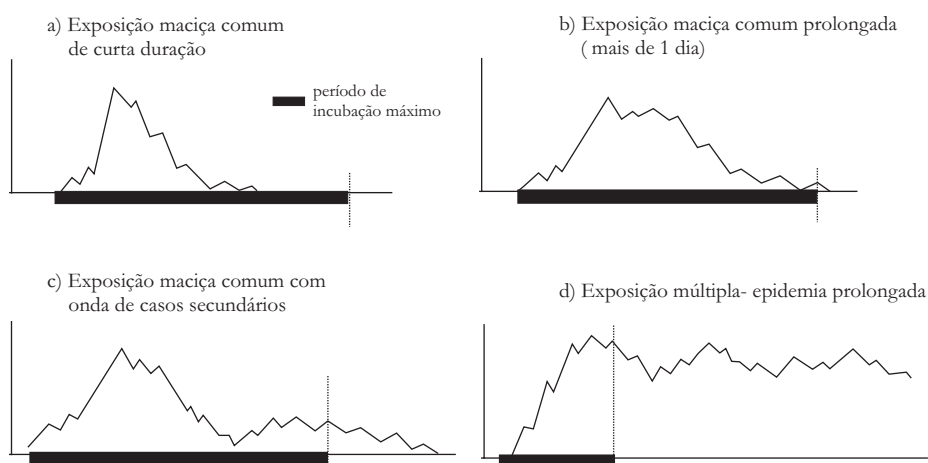 a) Exposição maciça comum
de curta duração
período de
incubação máximo
b) Exposição maciça comum prolongada
( mais de 1 dia)
c) Exposição maciça comum com
onda de casos secundários
d) Exposição múltipla- epidemia prolongada